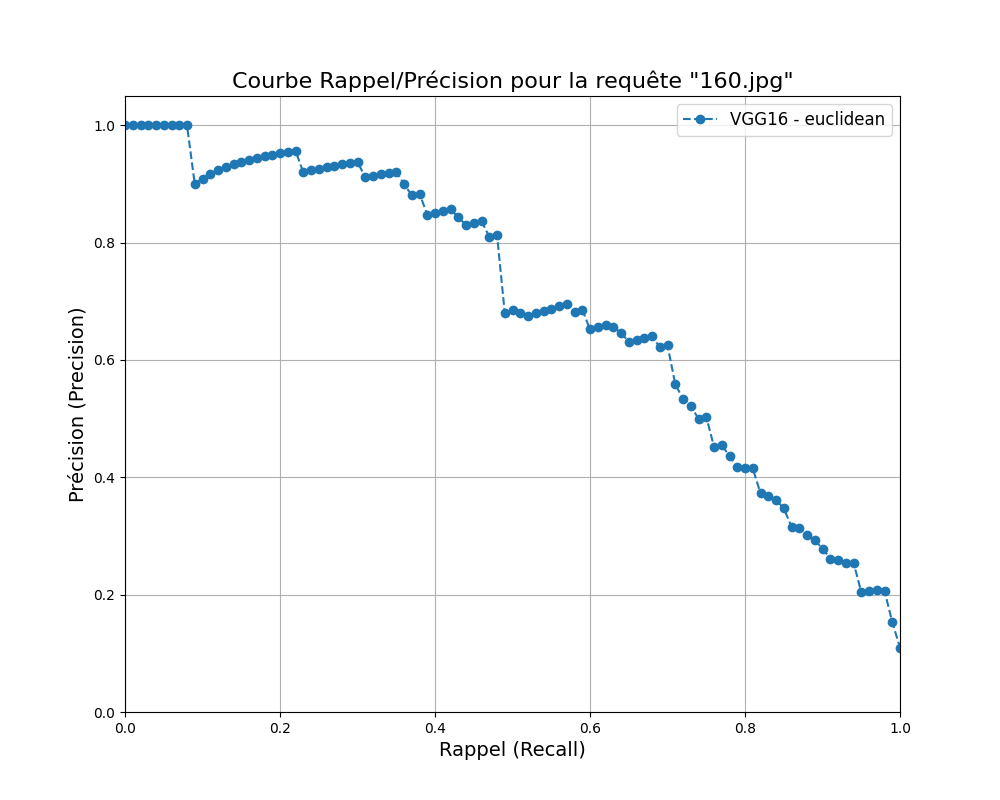 Courbe Rappel/Précision pour la requête "160.jpg"
VGG16 - euclidean
1.0
0.8
0.6
0.4
0.2
0.0
Précision (Precision)
0.0 0.2 0.4 0.6 0.8 1.0
Rappel (Recall)